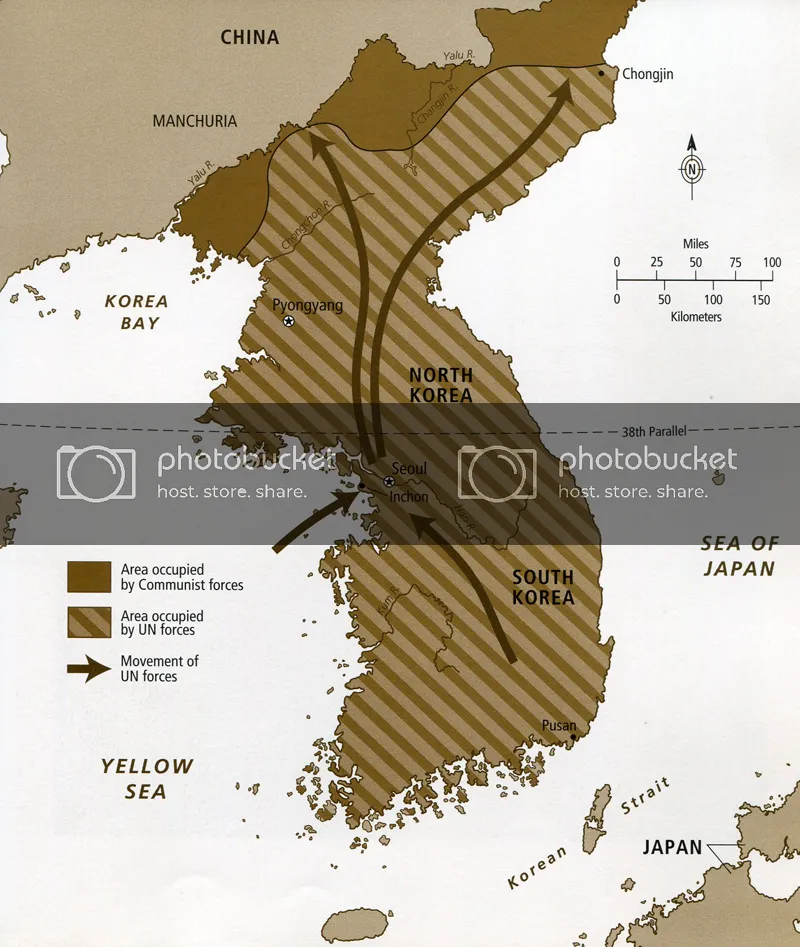 CHINA
Yalu R.
Chongjin
Changjin R.
MANCHURIA
N
Yalu R.
Chongchon R.
Miles
0 25 50 75 100
0 50 100 150
Kilometers
KOREA
BAY
Pyongyang
NORTH
KOREA
38th Parallel
photobucket
host. store. share.
photobucket
host. store. share.
Seoul
Inchon
Han R.
SEA OF
JAPAN
Area occupied
by Communist forces
SOUTH
KOREA
Kum R.
Area occupied
by UN forces
Movement of
UN forces
Pusan
YELLOW
SEA
Korean Strait
JAPAN